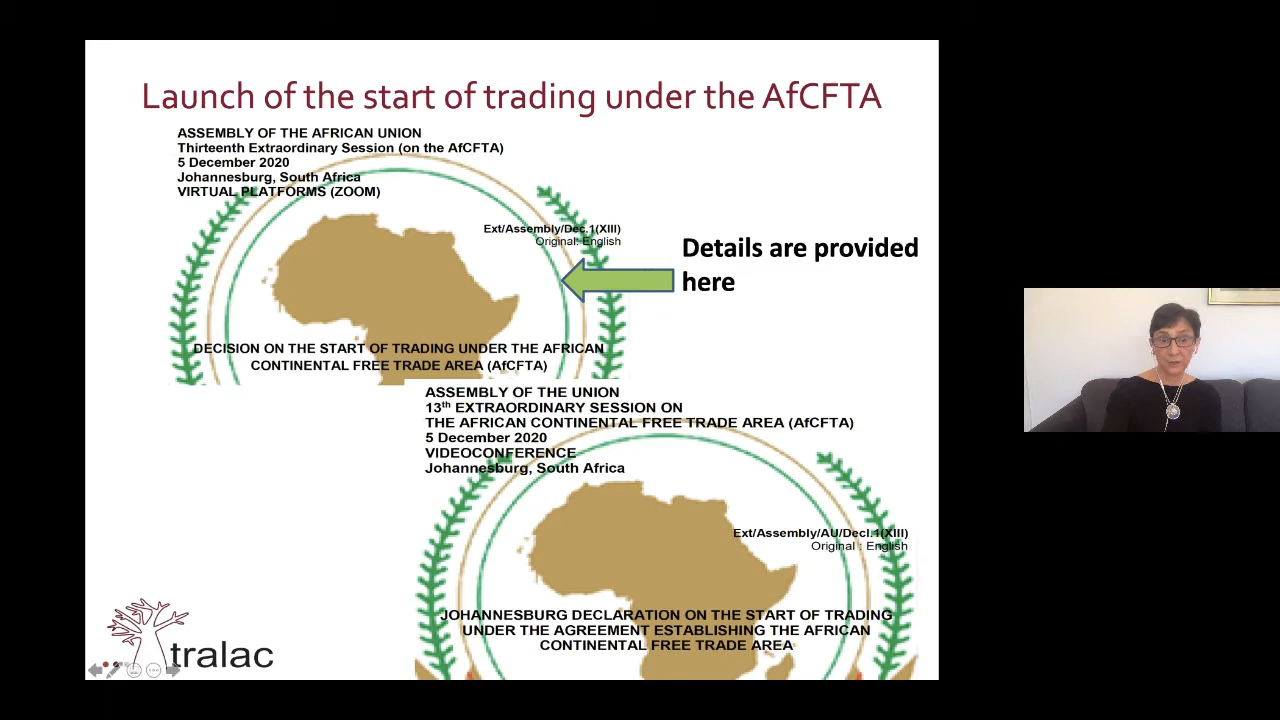 Launch of the start of trading under the AfCFTA
ASSEMBLY OF THE AFRICAN UNION
Thirteenth Extraordinary Session (on the AfCFTA)
5 December 2020
Johannesburg, South Africa
VIRTUAL PLATFORMS (ZOOM)
Ext/Assembly/Dec.1(XIII)
Original: English
Details are provided
here
DECISION ON THE START OF TRADING UNDER THE AFRICAN
CONTINENTAL FREE TRADE AREA (AfCFTA)
ASSEMBLY OF THE UNION
13th EXTRAORDINARY SESSION ON
THE AFRICAN CONTINENTAL FREE TRADE AREA (AfCFTA)
5 December 2020
VIDEOCONFERENCE
Johannesburg, South Africa
Ext/Assembly/AU/Decl.1(XIII)
Original : English
JOHANNESBURG DECLARATION ON THE START OF TRADING
UNDER THE AGREEMENT ESTABLISHING THE AFRICAN
CONTINENTAL FREE TRADE AREA
tralac